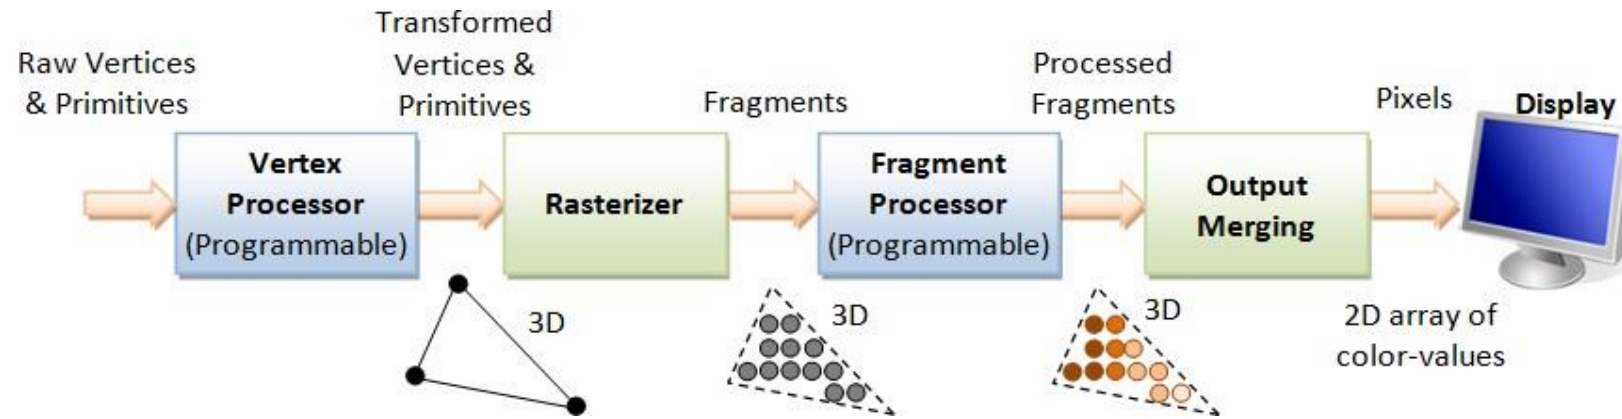 Raw Vertices
& Primitives
Vertex
Processor
(Programmable)
Transformed
Vertices &
Primitives
3D
Rasterizer
Fragments
3D
Fragment
Processor
(Programmable)
Processed
Fragments
3D
Output
Merging
Pixels
2D array of
color-values
Display